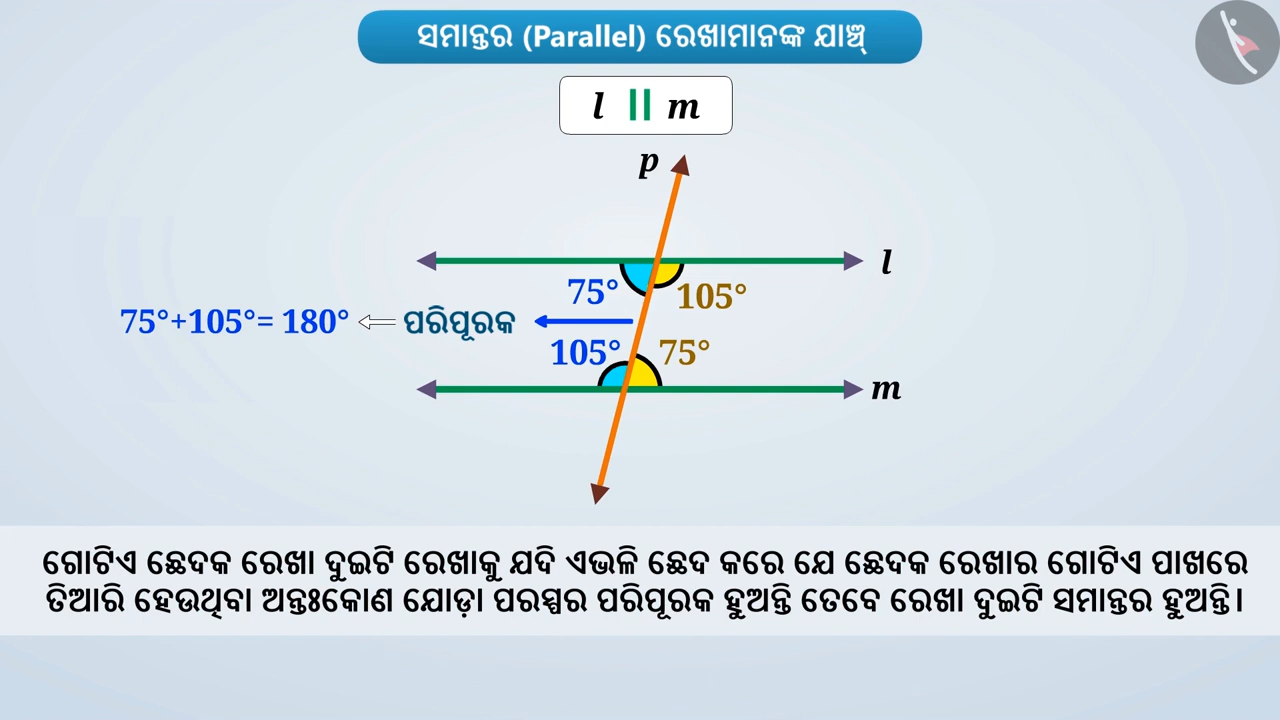 ସମାନ୍ତର (Parallel) ରେଖାମାନଙ୍କ ଯାଞ୍ଚ୍
l || m
p
l
75° 105°
75°+105°= 180° ⇐ ପରିପୂରକ
105° 75°
m
ଗୋଟିଏ ଛେଦକ ରେଖା ଦୁଇଟି ରେଖାକୁ ଯଦି ଏଭଳି ଛେଦ କରେ ଯେ ଛେଦକ ରେଖାର ଗୋଟିଏ ପାଖରେ
ତିଆରି ହେଉଥିବା ଅନ୍ତଃକୋଣ ଯୋଡ଼ା ପରସ୍ପର ପରିପୂରକ ହୁଅନ୍ତି ତେବେ ରେଖା ଦୁଇଟି ସମାନ୍ତର ହୁଅନ୍ତି।